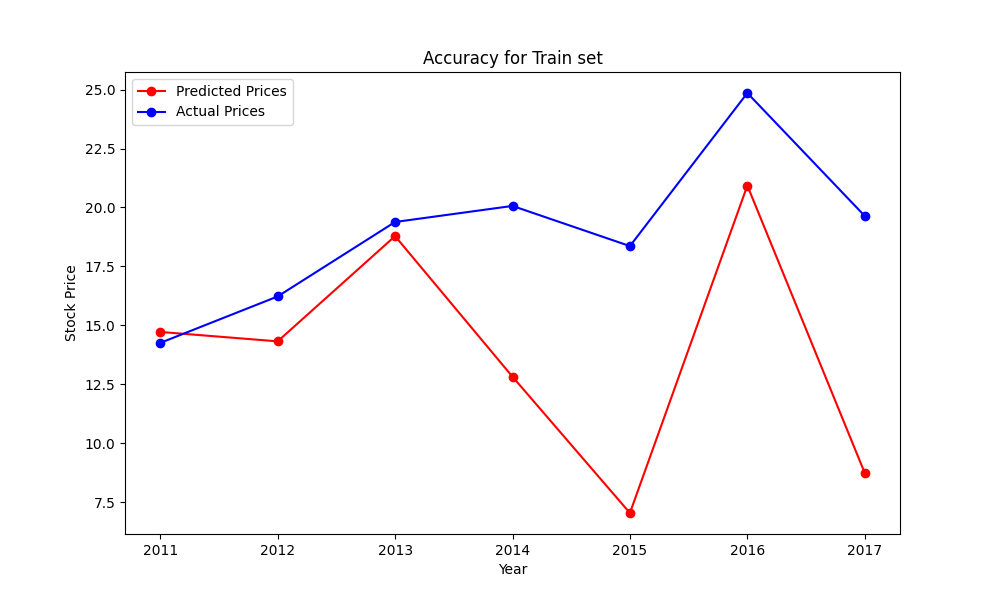 Accuracy for Train set
Predicted Prices
Actual Prices
25.0
22.5
20.0
17.5
15.0
12.5
10.0
7.5
Stock Price
2011 2012 2013 2014 2015 2016 2017
Year